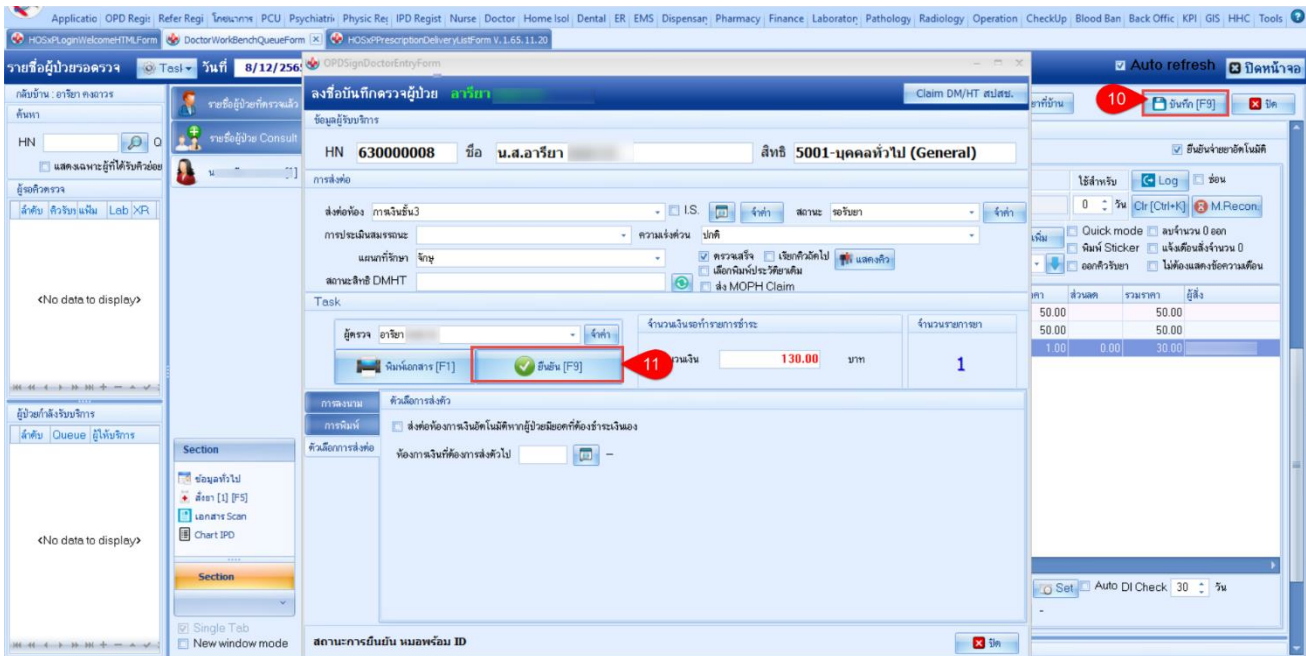 Applicatio OPD Regis Refer Regi โภชนาการ PCU Psychiatric Physic Rec IPD Regist Nurse Doctor Home Isol Dental ER EMS Dispensar Pharmacy Finance Laborator Pathology Radiology Operation CheckUp Blood Ban Back Offic KPI GIS HHC Tools
HOSxPLoginWelcomeHTMLForm DoctorWorkBenchQueueForm HOSxPPrescriptionDeliveryListForm V.1.65.11.20
รายชื่อผู้ป่วยรอตรวจ Task วันที่ 8/12/256 OPDSignDoctorEntryForm Auto refresh ปิดหน้าจอ
ลงชื่อบันทึกตรวจผู้ป่วย อารียา Claim DM/HT สปสช.
กลับบ้าน : อารียา คงถาวร รายชื่อผู้ป่วยที่ตรวจแล้ว ข้อมูลผู้รับบริการ ยาที่บ้าน 10 บันทึก [F9] ปิด
ค้นหา
HN รายชื่อผู้ป่วย Consult HN 630000008 ชื่อ น.ส.อารียา สิทธิ 5001-บุคคลทั่วไป (General) ยืนยันจ่ายยาอัตโนมัติ
แสดงเฉพาะผู้ที่ได้รับคิวย่อย น
ผู้รอคิวตรวจ การส่งต่อ ใช้สำหรับ Log ซ่อน
ลำดับ คิวรับ แฟ้ม Lab XR ส่งต่อห้อง การเงินชั้น3 I.S. จำค่า สถานะ รอรับยา จำค่า 0 วัน Clr [Ctrl+K] M.Recon.
การประเมินสมรรถนะ ความเร่งด่วน ปกติ เพิ่ม Quick mode ลบจำนวน 0 ออก
แผนกที่รักษา จักษุ ตรวจเสร็จ เรียกคิวถัดไป แสดงคิว พิมพ์ Sticker แจ้งเตือนสั่งจำนวน 0
เลือกพิมพ์ประวัติยาเดิม ออกคิวรับยา ไม่ต้องแสดงข้อความเตือน
สถานะสิทธิ DMHT ส่ง MOPH Claim
<No data to display> Task ส่วนลด รวมราคา ผู้สั่ง
จำนวนเงินรอทำรายการชำระ จำนวนรายการยา 50.00 50.00
ผู้ตรวจ อารียา จำค่า 50.00 50.00
1.00 0.00 30.00
พิมพ์เอกสาร [F1] ยืนยัน [F9] 11 วนเงิน 130.00 บาท 1
ผู้ป่วยกำลังรับบริการ การลงนาม ตัวเลือกการส่งตัว
ลำดับ Queue ผู้ให้บริการ การพิมพ์ ส่งต่อห้องการเงินอัตโนมัติหากผู้ป่วยมียอดที่ต้องชำระเงินเอง
Section ตัวเลือกการส่งต่อ ห้องการเงินที่ต้องการส่งตัวไป –
ข้อมูลทั่วไป
สั่งยา [1] [F5]
เอกสาร Scan
<No data to display> Chart IPD
Section
Set Auto DI Check 30 วัน
-
Single Tab
New window mode สถานะการยืนยัน หมอพร้อม ID ปิด